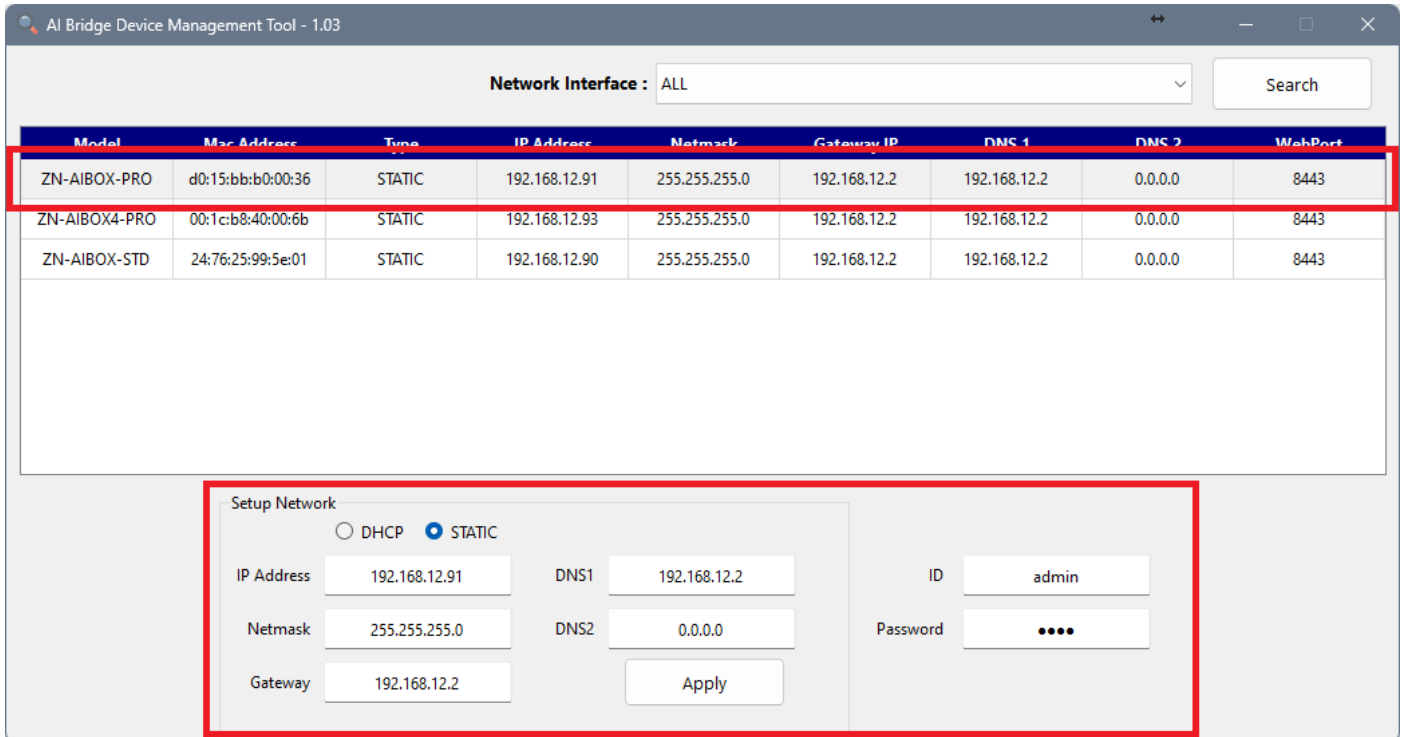 AI Bridge Device Management Tool - 1.03
Network Interface : ALL Search
Model Mac Address Type IP Address Netmask Gateway IP DNS 1 DNS 2 WebPort
ZN-AIBOX-PRO d0:15:bb:b0:00:36 STATIC 192.168.12.91 255.255.255.0 192.168.12.2 192.168.12.2 0.0.0.0 8443
ZN-AIBOX4-PRO 00:1c:b8:40:00:6b STATIC 192.168.12.93 255.255.255.0 192.168.12.2 192.168.12.2 0.0.0.0 8443
ZN-AIBOX-STD 24:76:25:99:5e:01 STATIC 192.168.12.90 255.255.255.0 192.168.12.2 192.168.12.2 0.0.0.0 8443
Setup Network
DHCP STATIC
IP Address 192.168.12.91 DNS1 192.168.12.2 ID admin
Netmask 255.255.255.0 DNS2 0.0.0.0 Password ••••
Gateway 192.168.12.2 Apply